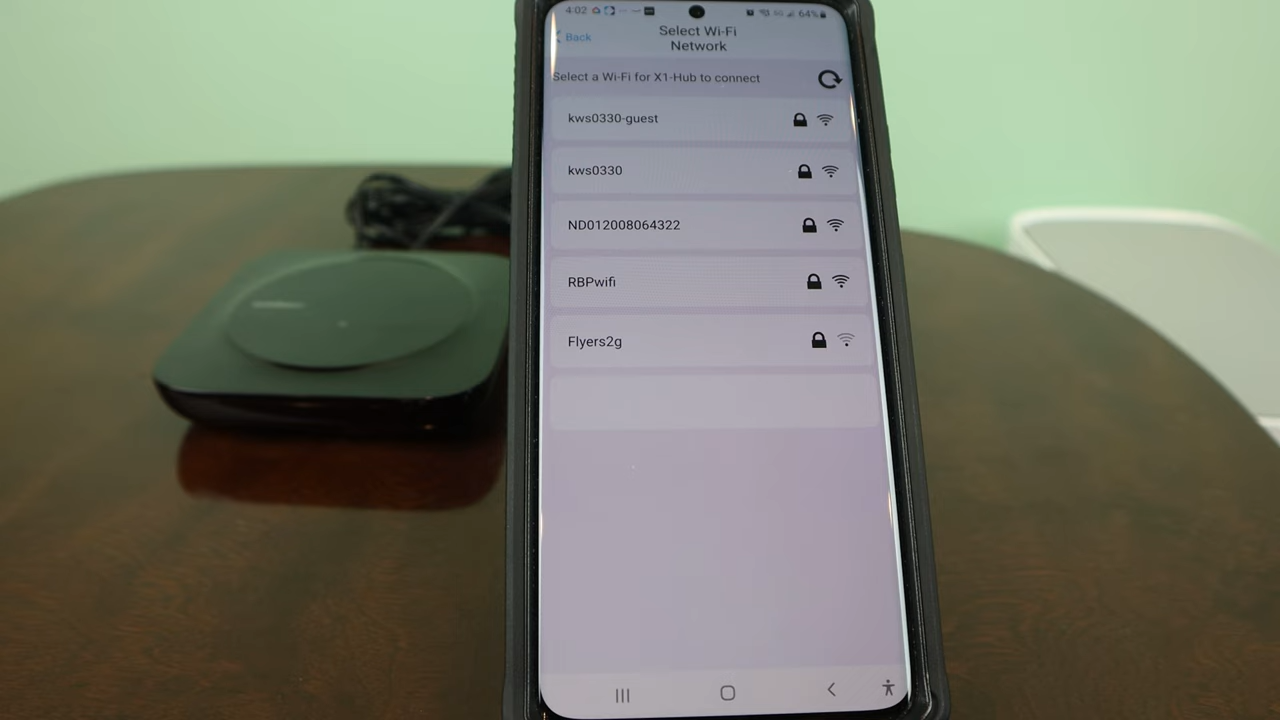 4:02
64%
Back
Select Wi-Fi
Network
Select a Wi-Fi for X1-Hub to connect
kws0330-guest
kws0330
ND012008064322
RBPwifi
Flyers2g